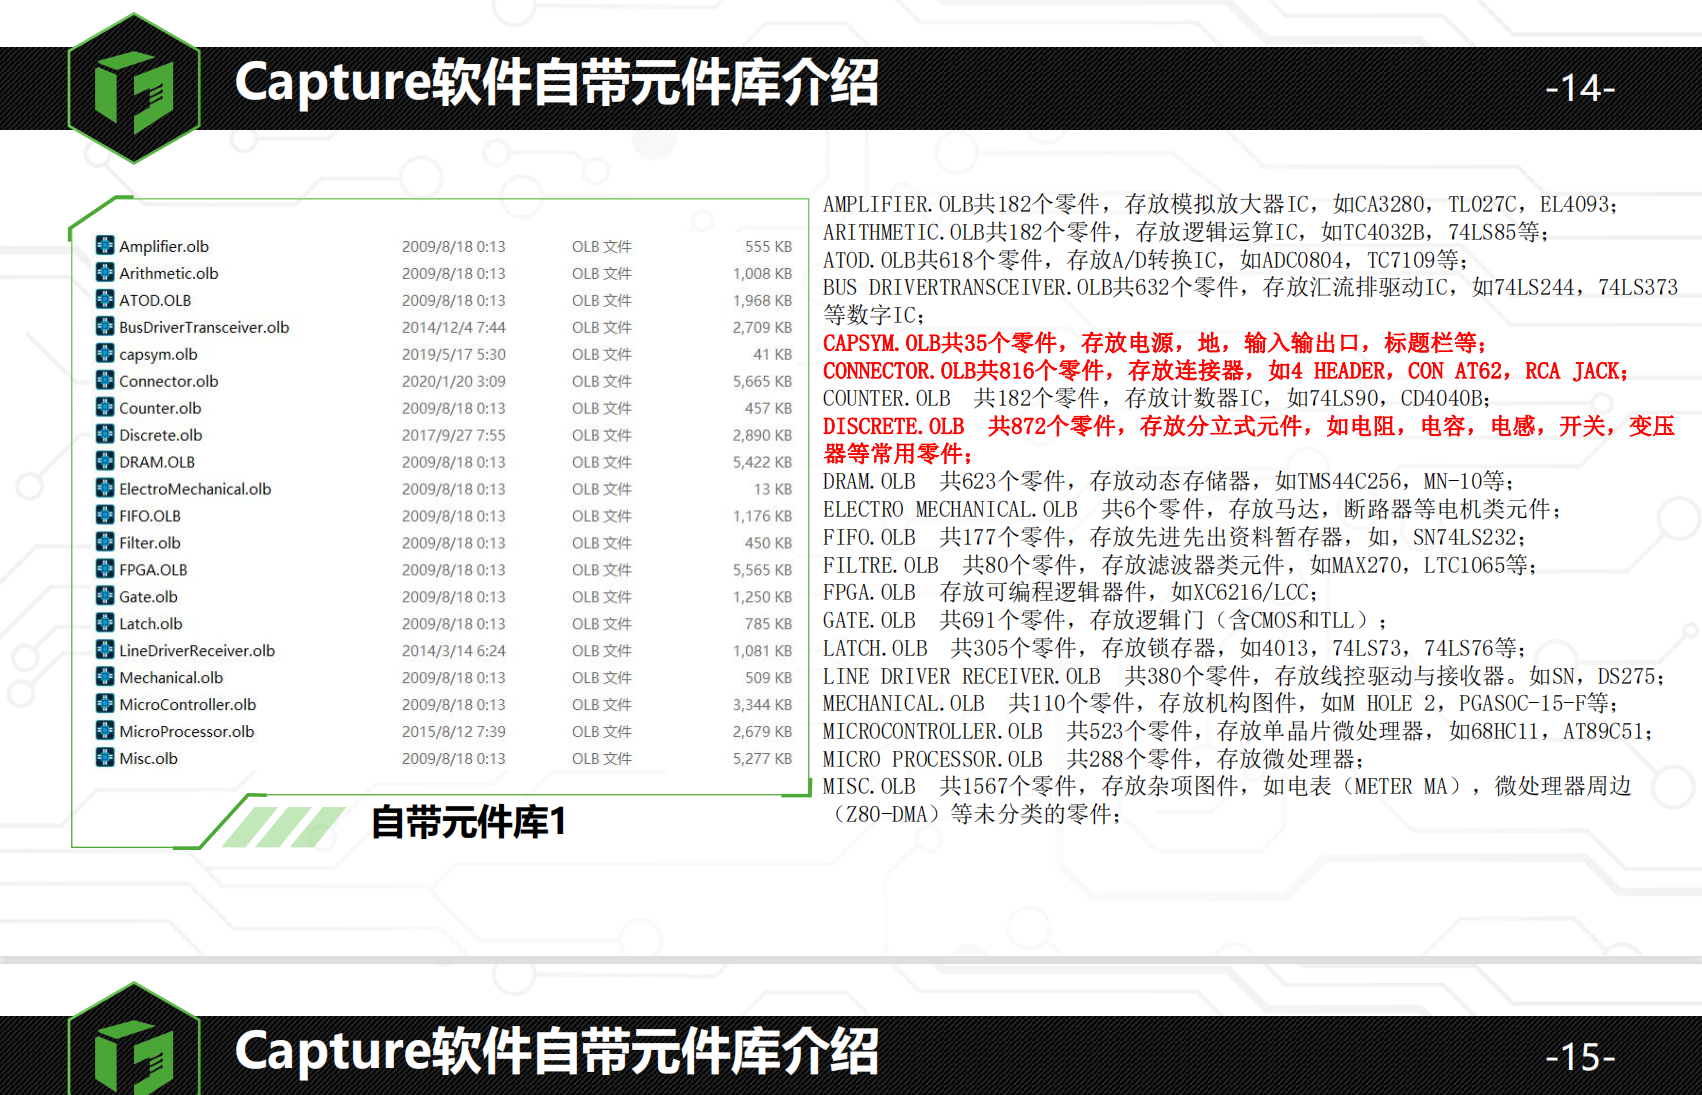 Capture软件自带元件库介绍
-14-
Amplifier.olb 2009/8/18 0:13 OLB 文件 555 KB
Arithmetic.olb 2009/8/18 0:13 OLB 文件 1,008 KB
ATOD.OLB 2009/8/18 0:13 OLB 文件 1,968 KB
BusDriverTransceiver.olb 2014/12/4 7:44 OLB 文件 2,709 KB
capsym.olb 2019/5/17 5:30 OLB 文件 41 KB
Connector.olb 2020/1/20 3:09 OLB 文件 5,665 KB
Counter.olb 2009/8/18 0:13 OLB 文件 457 KB
Discrete.olb 2017/9/27 7:55 OLB 文件 2,890 KB
DRAM.OLB 2009/8/18 0:13 OLB 文件 5,422 KB
ElectroMechanical.olb 2009/8/18 0:13 OLB 文件 13 KB
FIFO.OLB 2009/8/18 0:13 OLB 文件 1,176 KB
Filter.olb 2009/8/18 0:13 OLB 文件 450 KB
FPGA.OLB 2009/8/18 0:13 OLB 文件 5,565 KB
Gate.olb 2009/8/18 0:13 OLB 文件 1,250 KB
Latch.olb 2009/8/18 0:13 OLB 文件 785 KB
LineDriverReceiver.olb 2014/3/14 6:24 OLB 文件 1,081 KB
Mechanical.olb 2009/8/18 0:13 OLB 文件 509 KB
MicroController.olb 2009/8/18 0:13 OLB 文件 3,344 KB
MicroProcessor.olb 2015/8/12 7:39 OLB 文件 2,679 KB
Misc.olb 2009/8/18 0:13 OLB 文件 5,277 KB
自带元件库1
AMPLIFIER.OLB共182个零件，存放模拟放大器IC，如CA3280，TL027C，EL4093；
ARITHMETIC.OLB共182个零件，存放逻辑运算IC，如TC4032B，74LS85等；
ATOD.OLB共618个零件，存放A/D转换IC，如ADC0804，TC7109等；
BUS DRIVERTRANSCEIVER.OLB共632个零件，存放汇流排驱动IC，如74LS244，74LS373
等数字IC；
CAPSYM.OLB共35个零件，存放电源，地，输入输出口，标题栏等；
CONNECTOR.OLB共816个零件，存放连接器，如4 HEADER，CON AT62，RCA JACK；
COUNTER.OLB 共182个零件，存放计数器IC，如74LS90，CD4040B；
DISCRETE.OLB 共872个零件，存放分立式元件，如电阻，电容，电感，开关，变压
器等常用零件；
DRAM.OLB 共623个零件，存放动态存储器，如TMS44C256，MN-10等；
ELECTRO MECHANICAL.OLB 共6个零件，存放马达，断路器等电机类元件；
FIFO.OLB 共177个零件，存放先进先出资料暂存器，如，SN74LS232；
FILTRE.OLB 共80个零件，存放滤波器类元件，如MAX270，LTC1065等；
FPGA.OLB 存放可编程逻辑器件，如XC6216/LCC；
GATE.OLB 共691个零件，存放逻辑门（含CMOS和TLL）；
LATCH.OLB 共305个零件，存放锁存器，如4013，74LS73，74LS76等；
LINE DRIVER RECEIVER.OLB 共380个零件，存放线控驱动与接收器。如SN，DS275；
MECHANICAL.OLB 共110个零件，存放机构图件，如M HOLE 2，PGASOC-15-F等；
MICROCONTROLLER.OLB 共523个零件，存放单晶片微处理器，如68HC11，AT89C51；
MICRO PROCESSOR.OLB 共288个零件，存放微处理器；
MISC.OLB 共1567个零件，存放杂项图件，如电表（METER MA），微处理器周边
（Z80-DMA）等未分类的零件；
Capture软件自带元件库介绍
-15-